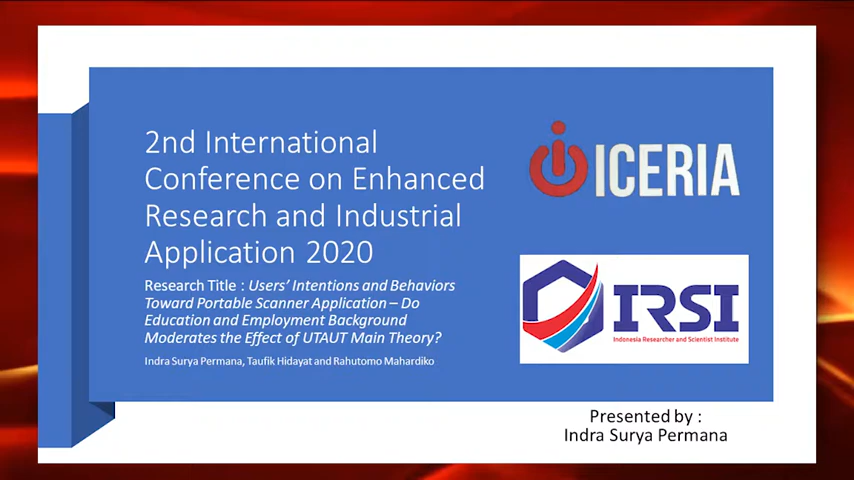 2nd International
Conference on Enhanced
Research and Industrial
Application 2020
Research Title : Users' Intentions and Behaviors
Toward Portable Scanner Application – Do
Education and Employment Background
Moderates the Effect of UTAUT Main Theory?
Indra Surya Permana, Taufik Hidayat and Rahutomo Mahardiko
ICERIA
IRSI
Indonesia Researcher and Scientist Institute
Presented by :
Indra Surya Permana